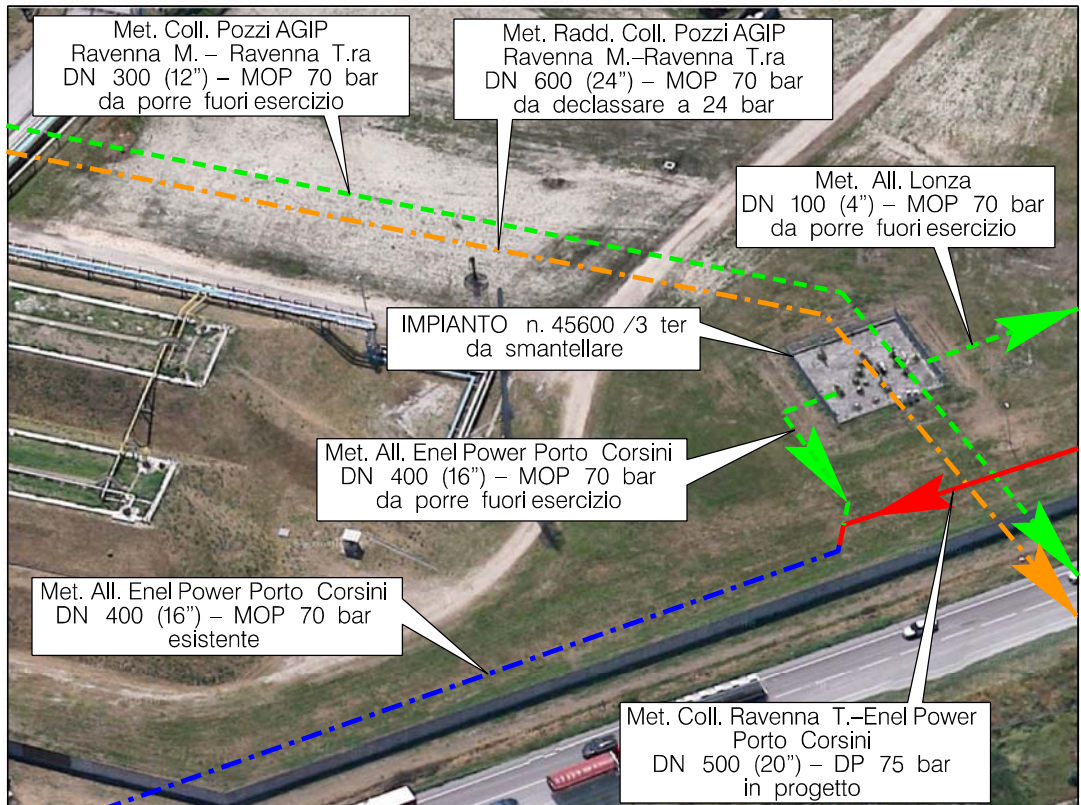 Met. Coll. Pozzi AGIP
Ravenna M. – Ravenna T.ra
DN 300 (12”) – MOP 70 bar
da porre fuori esercizio
Met. Radd. Coll. Pozzi AGIP
Ravenna M.–Ravenna T.ra
DN 600 (24”) – MOP 70 bar
da declassare a 24 bar
Met. All. Lonza
DN 100 (4”) – MOP 70 bar
da porre fuori esercizio
IMPIANTO n. 45600 /3 ter
da smantellare
Met. All. Enel Power Porto Corsini
DN 400 (16”) – MOP 70 bar
da porre fuori esercizio
Met. All. Enel Power Porto Corsini
DN 400 (16”) – MOP 70 bar
esistente
Met. Coll. Ravenna T.–Enel Power
Porto Corsini
DN 500 (20”) – DP 75 bar
in progetto